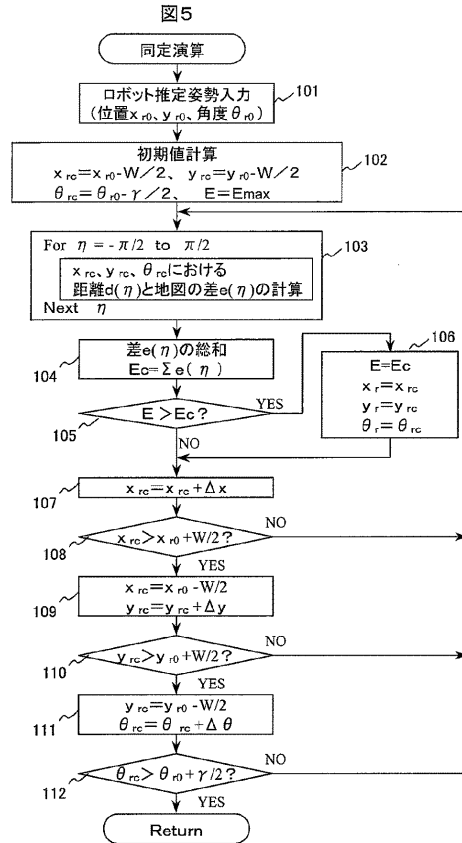 図5
同定演算
ロボット推定姿勢入力
(位置x r0、y r0、角度θ r0)
101
初期値計算
x rc＝x r0-W／2、 y rc＝y r0-W／2
θ rc＝θ r0-γ／2、 E＝Emax
102
For η = -π/2 to π/2
x rc、y rc、θ rcにおける
距離d(η)と地図の差e(η)の計算
Next η
103
差e(η)の総和
Ec＝Σe(η)
104
E＞Ec？
YES
NO
105
106
E＝Ec
x r＝x rc
y r＝y rc
θ r＝θ rc
x rc＝x rc＋Δx
107
x rc＞x r0＋W/2？
NO
YES
108
x rc＝x r0 -W/2
y rc＝y rc＋Δy
109
y rc＞y r0＋W/2？
NO
YES
110
y rc＝y r0 -W/2
θ rc＝θ rc＋Δθ
111
θ rc＞θ r0＋γ/2？
NO
YES
112
Return